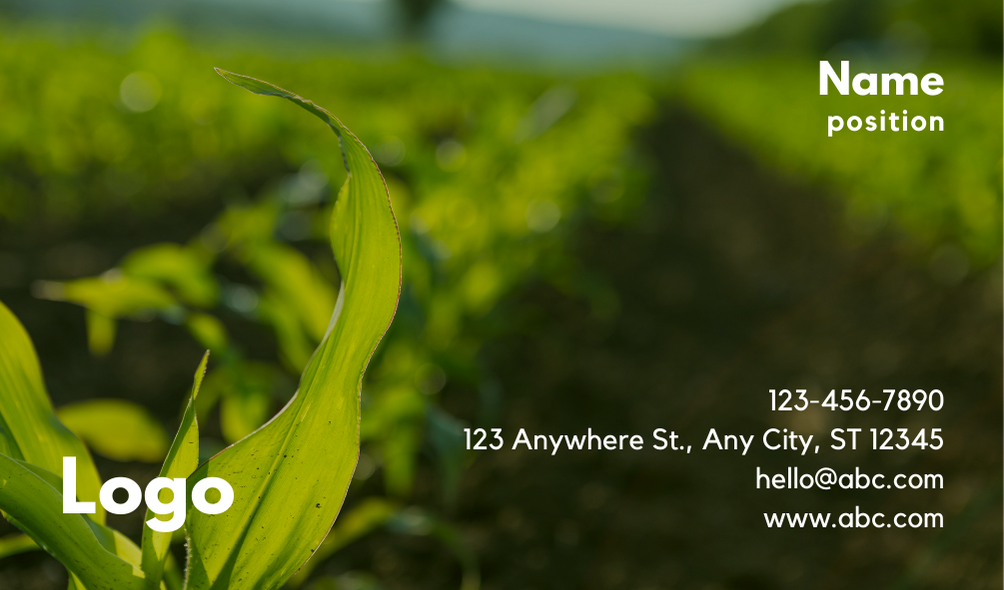 Name
position
123-456-7890
123 Anywhere St., Any City, ST 12345
hello@abc.com
www.abc.com
Logo